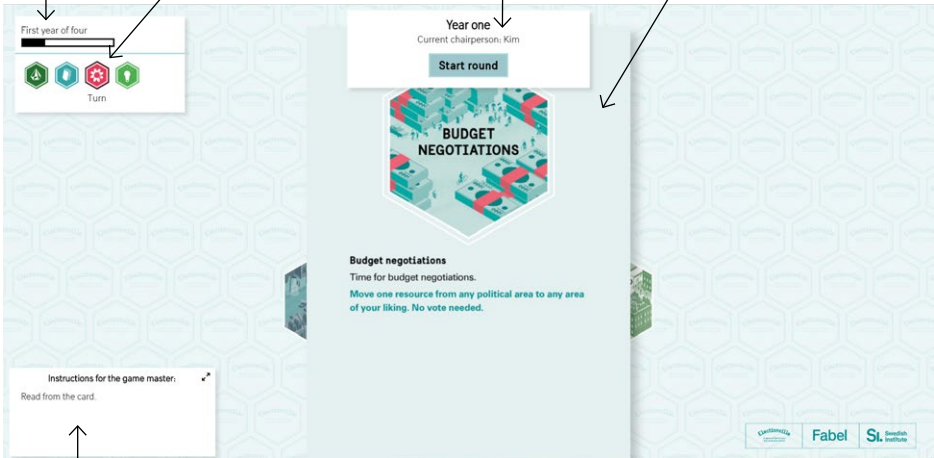 First year of four
Turn
Year one
Current chairperson: Kim
Start round
BUDGET
NEGOTIATIONS
Budget negotiations
Time for budget negotiations.
Move one resource from any political area to any area
of your liking. No vote needed.
Instructions for the game master:
Read from the card.
Electionville
Fabel
SI. Swedish
Institute